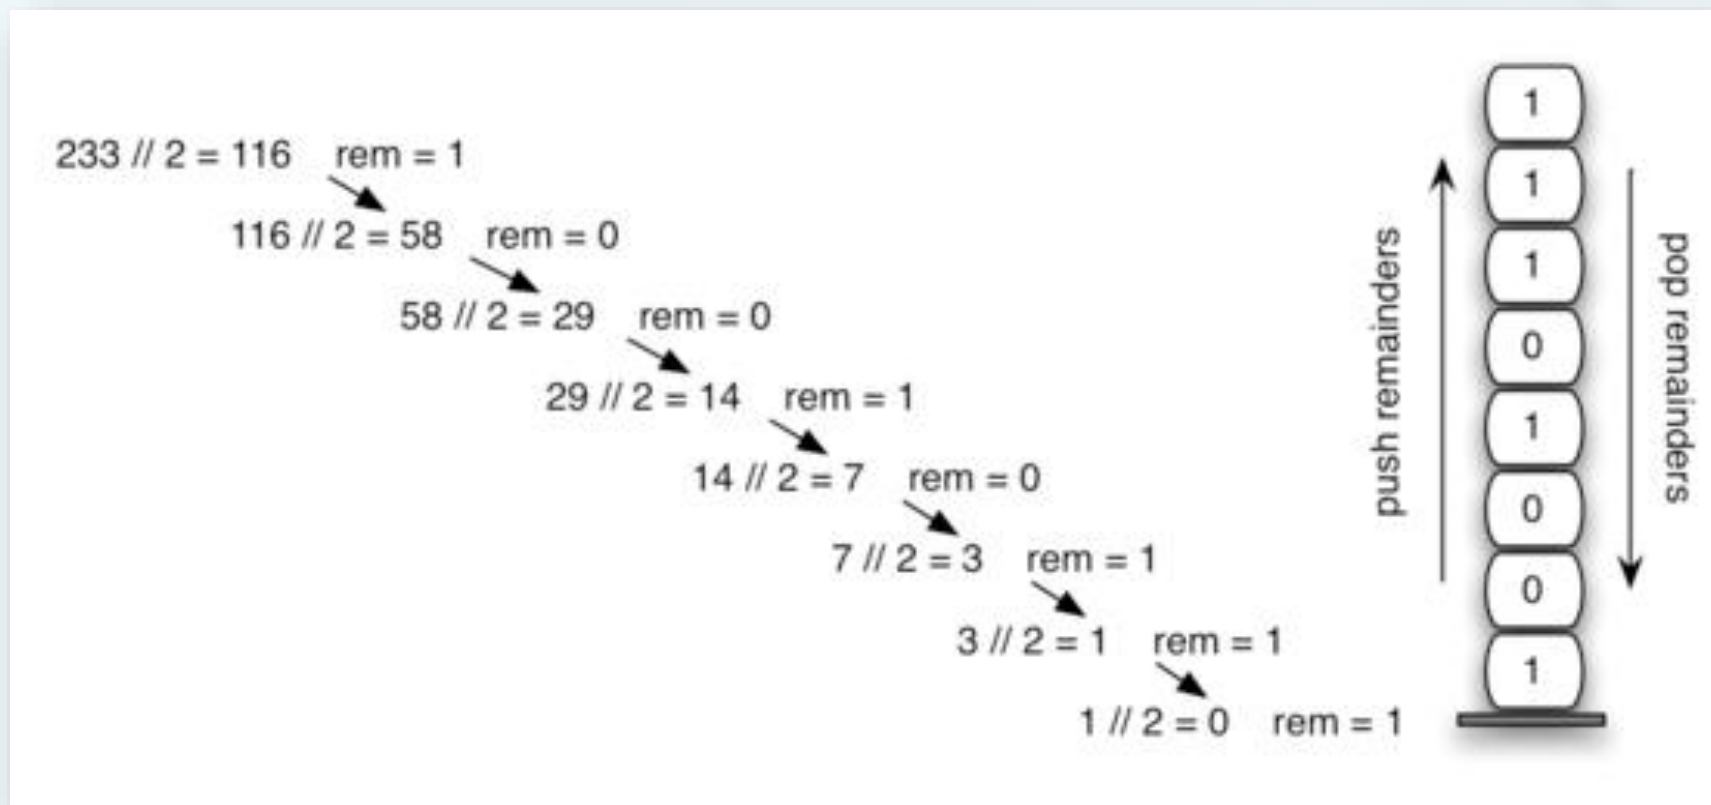 233 // 2 = 116 rem = 1
116 // 2 = 58 rem = 0
58 // 2 = 29 rem = 0
29 // 2 = 14 rem = 1
14 // 2 = 7 rem = 0
7 // 2 = 3 rem = 1
3 // 2 = 1 rem = 1
1 // 2 = 0 rem = 1
push remainders
1
1
1
0
1
0
0
1
pop remainders